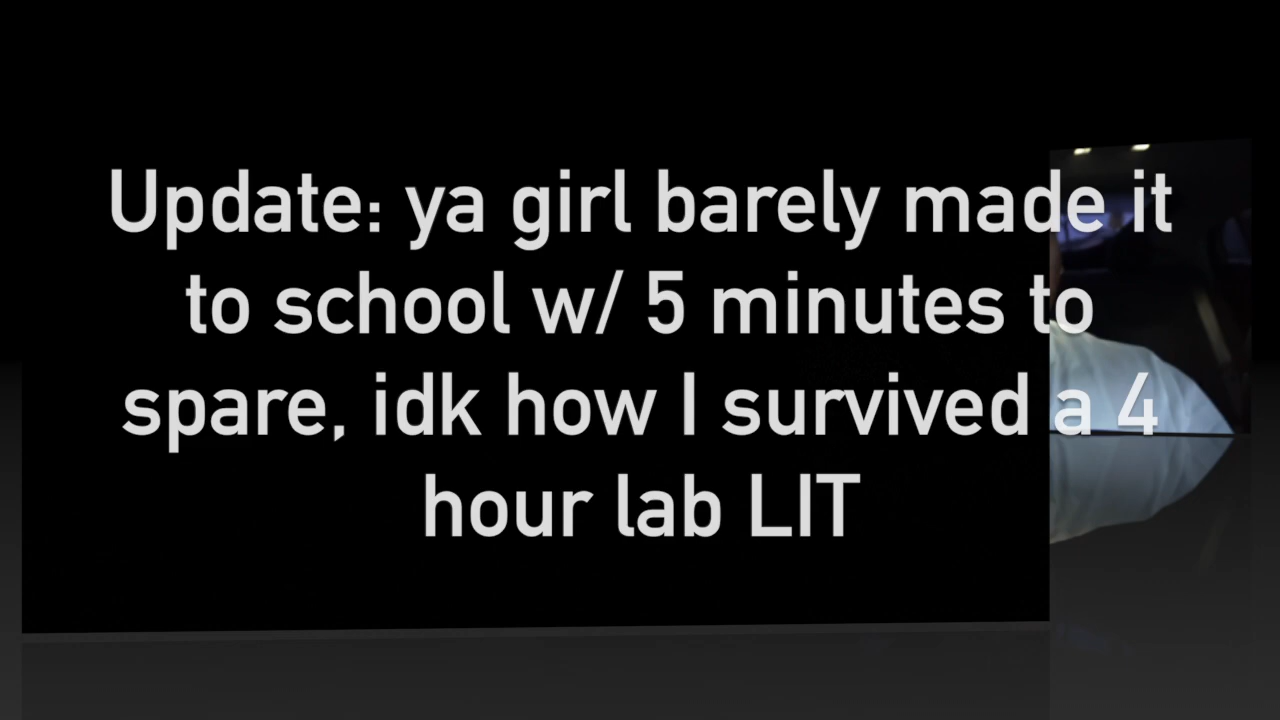 Update: ya girl barely made it
to school w/ 5 minutes to
spare, idk how I survived a 4
hour lab LIT